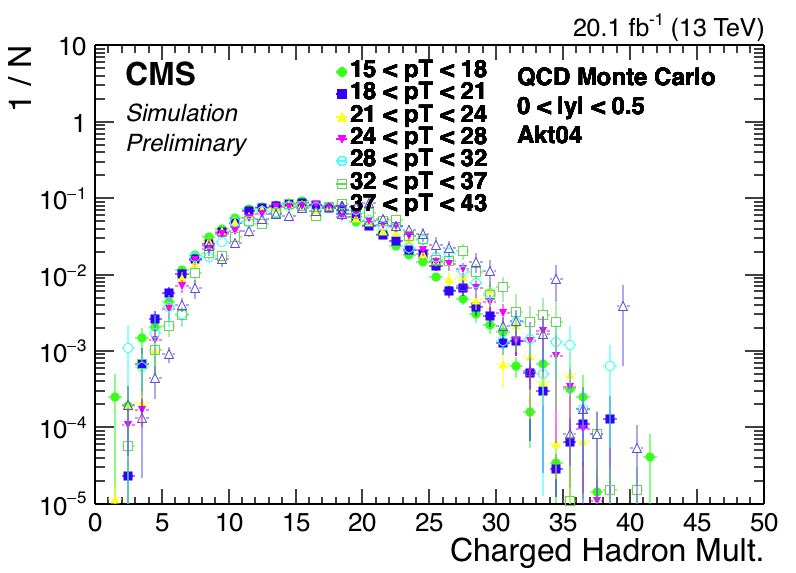 20.1 fb⁻¹ (13 TeV)
1 / N
CMS
Simulation
Preliminary
15 < pT < 18
18 < pT < 21
21 < pT < 24
24 < pT < 28
28 < pT < 32
32 < pT < 37
37 < pT < 43
QCD Monte Carlo
0 < lyl < 0.5
Akt04
10
1
10⁻¹
10⁻²
10⁻³
10⁻⁴
10⁻⁵
0 5 10 15 20 25 30 35 40 45 50
Charged Hadron Mult.